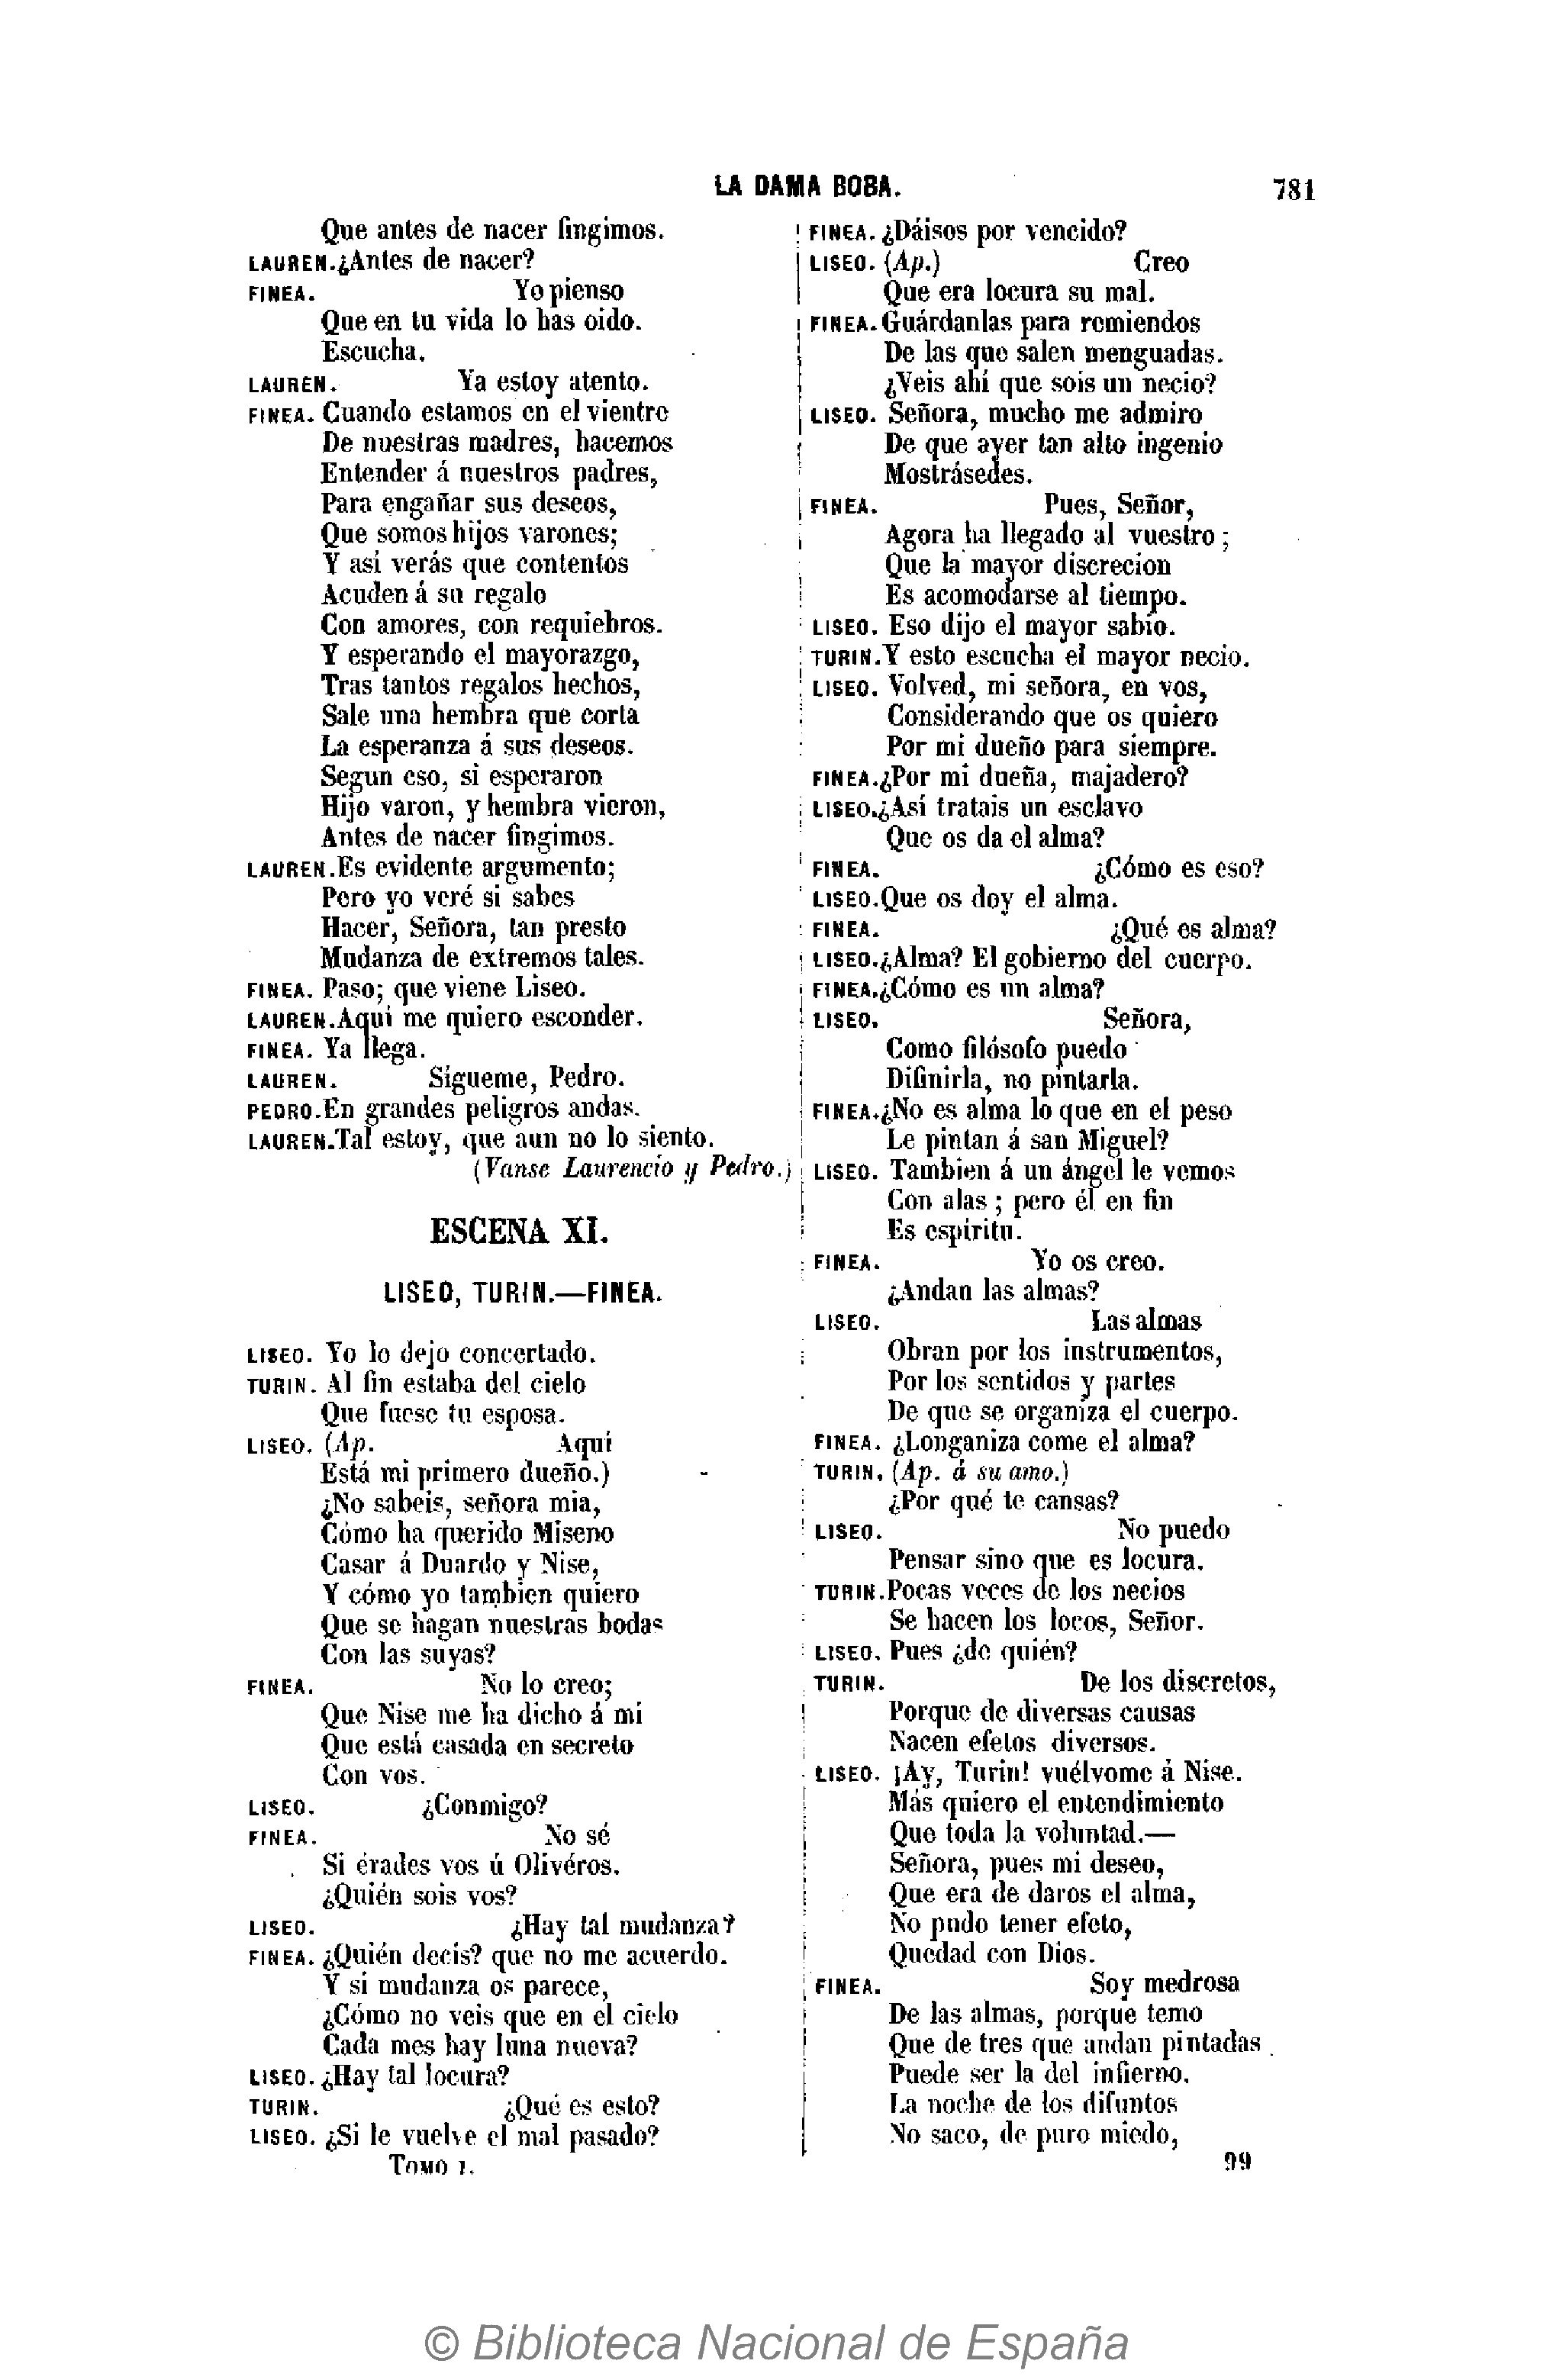 LA DAMA BOBA.
781
Que antes de nacer fingimos.
LAUREN.¿Antes de nacer?
FINEA. Yo pienso
Que en tu vida lo has oido.
Escucha.
LAUREN. Ya estoy atento.
FINEA. Cuando estamos en el vientre
De nuestras madres, hacemos
Entender á nuestros padres,
Para engañar sus deseos,
Que somos hijos varones;
Y así verás que contentos
Acuden á su regalo
Con amores, con requiebros.
Y esperando el mayorazgo,
Tras tantos regalos hechos,
Sale una hembra que corta
La esperanza á sus deseos.
Segun eso, si esperaron
Hijo varon, y hembra vieron,
Antes de nacer fingimos.
LAUREN.Es evidente argumento;
Pero yo veré si sabes
Hacer, Señora, tan presto
Mudanza de extremos tales.
FINEA. Paso; que viene Liseo.
LAUREN.Aqui me quiero esconder.
FINEA. Ya llega.
LAUREN. Sígueme, Pedro.
PEDRO.En grandes peligros andas.
LAUREN.Tal estoy, que aun no lo siento.
(Vanse Laurencio y Pedro.)
ESCENA XI.
LISEO, TURIN.—FINEA.
LISEO. Yo lo dejo concertado.
TURIN. Al fin estaba del cielo
Que fuese tu esposa.
LISEO. (Ap. Aquí
Está mi primero dueño.)
¿No sabeis, señora mia,
Cómo ha querido Miseno
Casar á Duardo y Nise,
Y cómo yo tambien quiero
Que se hagan nuestras bodas
Con las suyas?
FINEA. No lo creo;
Que Nise me ha dicho á mí
Que está casada en secreto
Con vos.
LISEO. ¿Conmigo?
FINEA. No sé
Si érades vos ú Olivéros.
¿Quién sois vos?
LISEO. ¿Hay tal mudanza?
FINEA. ¿Quién decis? que no me acuerdo.
Y si mudanza os parece,
¿Cómo no veis que en el cielo
Cada mes hay luna nueva?
LISEO. ¿Hay tal locura?
TURIN. ¿Qué es esto?
LISEO. ¿Si le vuelve el mal pasado?
TOMO I.
FINEA. ¿Dáisos por vencido?
LISEO. (Ap.) Creo
Que era locura su mal.
FINEA. Guárdanlas para remiendos
De las que salen menguadas.
¿Veis ahí que sois un necio?
LISEO. Señora, mucho me admiro
De que ayer tan alto ingenio
Mostrásedes.
FINEA. Pues, Señor,
Agora ha llegado al vuestro;
Que la mayor discrecion
Es acomodarse al tiempo.
LISEO. Eso dijo el mayor sabio.
TURIN.Y esto escucha el mayor necio.
LISEO. Volved, mi señora, en vos,
Considerando que os quiero
Por mi dueño para siempre.
FINEA.¿Por mi dueña, majadero?
LISEO.¿Así tratais un esclavo
Que os da el alma?
FINEA. ¿Cómo es eso?
LISEO.Que os doy el alma.
FINEA. ¿Qué es alma?
LISEO.¿Alma? El gobierno del cuerpo.
FINEA.¿Cómo es un alma?
LISEO. Señora,
Como filósofo puedo
Difinirla, no pintarla.
FINEA.¿No es alma lo que en el peso
Le pintan á san Miguel?
LISEO. Tambien á un ángel le vemos
Con alas; pero él en fin
Es espíritu.
FINEA. Yo os creo.
¿Andan las almas?
LISEO. Las almas
Obran por los instrumentos,
Por los sentidos y partes
De que se organiza el cuerpo.
FINEA. ¿Longaniza come el alma?
TURIN. (Ap. á su amo.)
¿Por qué te cansas?
LISEO. No puedo
Pensar sino que es locura.
TURIN.Pocas veces de los necios
Se hacen los locos, Señor.
LISEO. Pues ¿de quién?
TURIN. De los discretos,
Porque de diversas causas
Nacen efetos diversos.
LISEO. ¡Ay, Turin! vuélvome á Nise.
Más quiero el entendimiento
Que toda la voluntad.—
Señora, pues mi deseo,
Que era de daros el alma,
No pudo tener efeto,
Quedad con Dios.
FINEA. Soy medrosa
De las almas, porque temo
Que de tres que andan pintadas
Puede ser la del infierno.
La noche de los difuntos
No saco, de puro miedo,
99
© Biblioteca Nacional de España